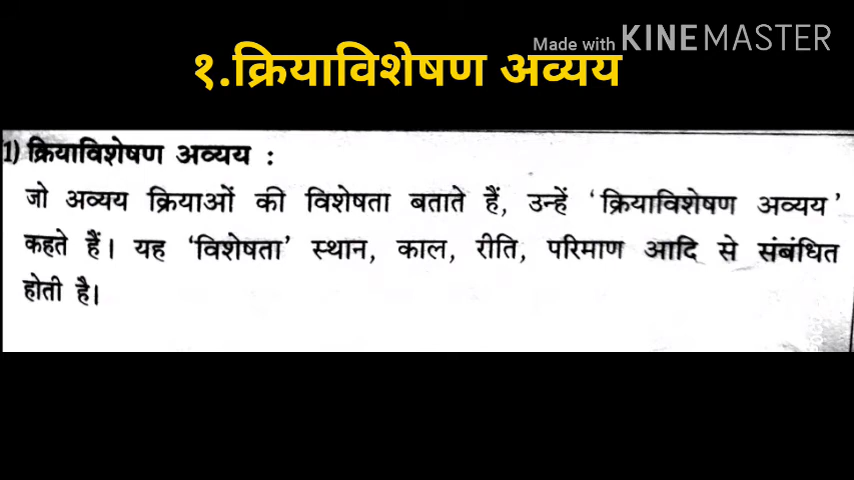 Made with KINEMASTER
१.क्रियाविशेषण अव्यय
1) क्रियाविशेषण अव्यय :
जो अव्यय क्रियाओं की विशेषता बताते हैं, उन्हें 'क्रियाविशेषण अव्यय'
कहते हैं। यह 'विशेषता' स्थान, काल, रीति, परिमाण आदि से संबंधित
होती है।